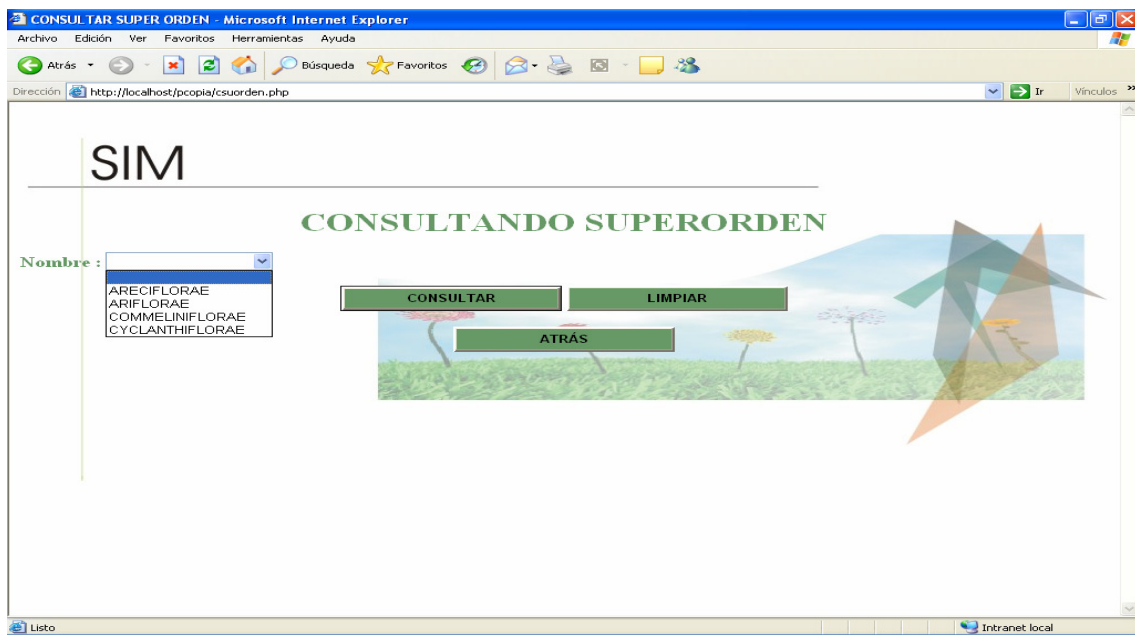 CONSULTAR SUPER ORDEN - Microsoft Internet Explorer
Archivo Edición Ver Favoritos Herramientas Ayuda
Atrás Búsqueda Favoritos
Dirección http://localhost/pcopia/csuorden.php Ir Vínculos »
SIM
CONSULTANDO SUPERORDEN
Nombre :
ARECIFLORAE
ARIFLORAE
COMMELINIFLORAE
CYCLANTHIFLORAE
CONSULTAR LIMPIAR
ATRÁS
Listo Intranet local